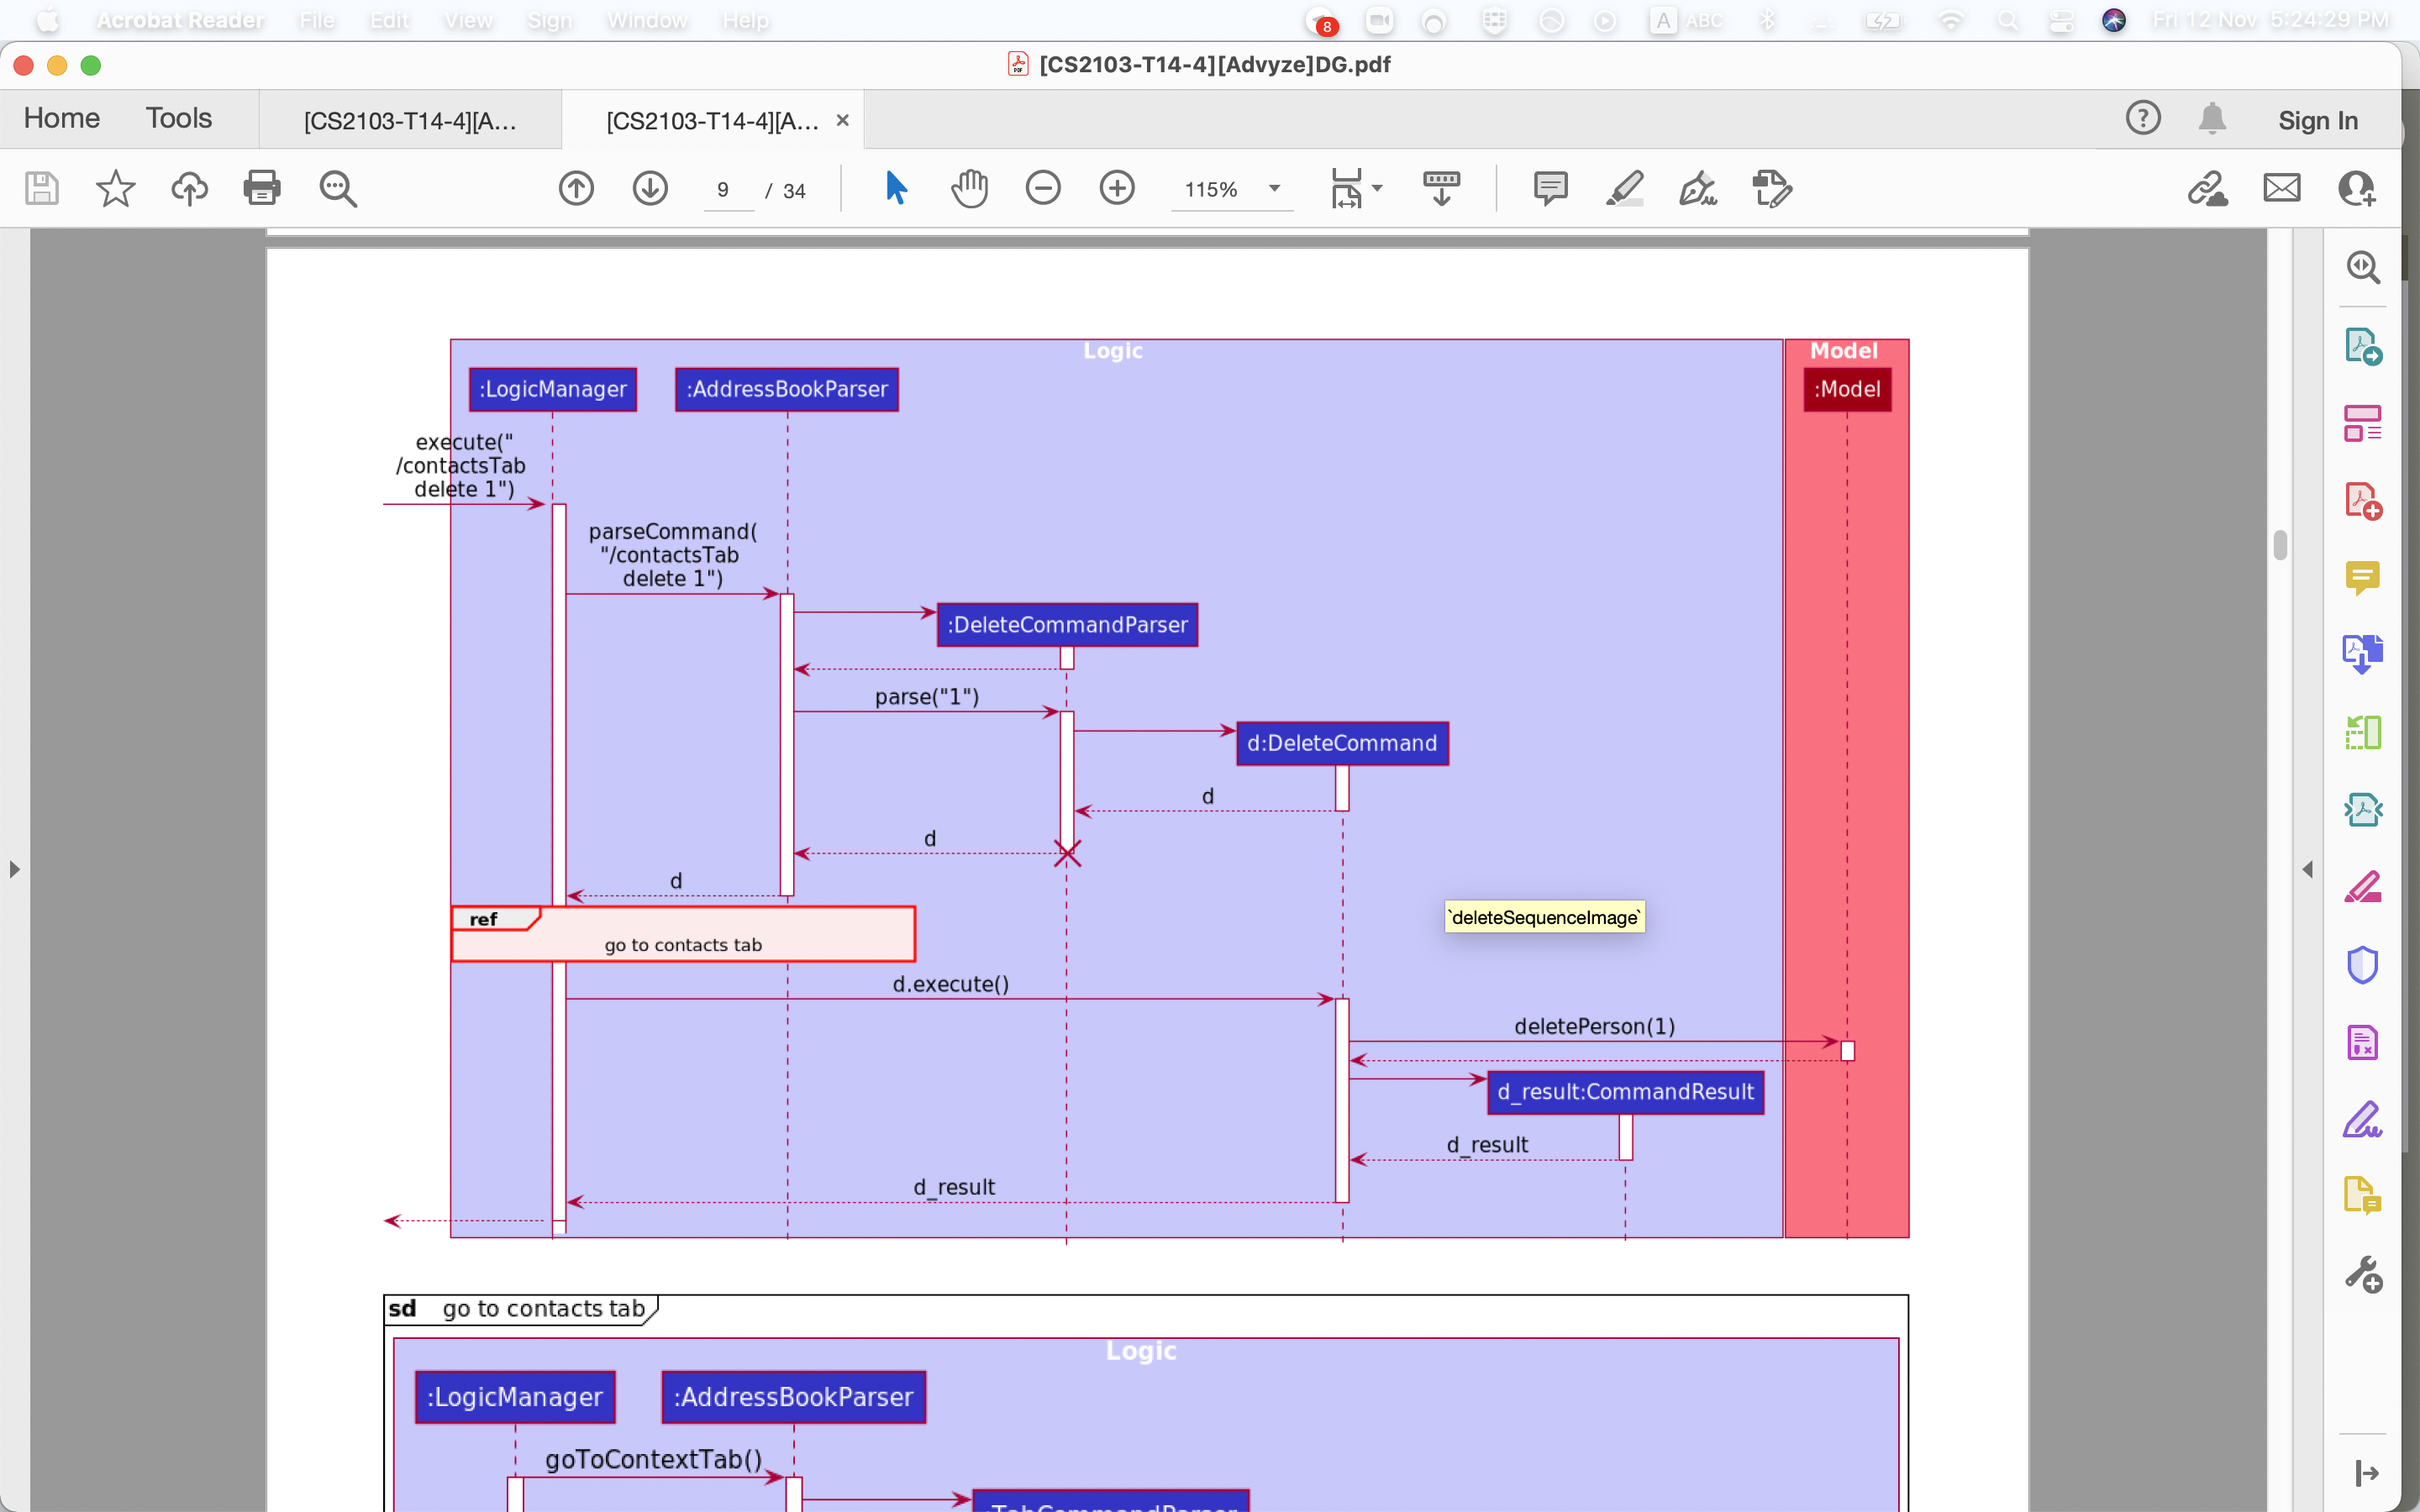 Acrobat Reader File Edit View Sign Window Help 8 A ABC Fri 12 Nov 5:24:29 PM
[CS2103-T14-4][Advyze]DG.pdf
Home Tools [CS2103-T14-4][A... [CS2103-T14-4][A... × ? Sign In
9 / 34 115%
Logic Model
:LogicManager :AddressBookParser :Model
execute("
/contactsTab
delete 1")
parseCommand(
"/contactsTab
delete 1")
:DeleteCommandParser
parse("1")
d:DeleteCommand
d
d
d
ref
go to contacts tab
`deleteSequenceImage`
d.execute()
deletePerson(1)
d_result:CommandResult
d_result
d_result
sd go to contacts tab
Logic
:LogicManager :AddressBookParser
goToContextTab()
:TabCommandParser